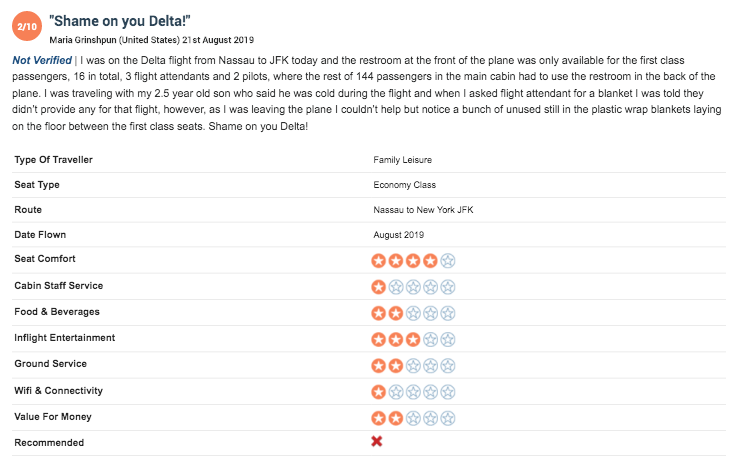 2/10
"Shame on you Delta!"
Maria Grinshpun (United States) 21st August 2019
Not Verified | I was on the Delta flight from Nassau to JFK today and the restroom at the front of the plane was only available for the first class
passengers, 16 in total, 3 flight attendants and 2 pilots, where the rest of 144 passengers in the main cabin had to use the restroom in the back of the
plane. I was traveling with my 2.5 year old son who said he was cold during the flight and when I asked flight attendant for a blanket I was told they
didn't provide any for that flight, however, as I was leaving the plane I couldn't help but notice a bunch of unused still in the plastic wrap blankets laying
on the floor between the first class seats. Shame on you Delta!
Type Of Traveller Family Leisure
Seat Type Economy Class
Route Nassau to New York JFK
Date Flown August 2019
Seat Comfort
Cabin Staff Service
Food & Beverages
Inflight Entertainment
Ground Service
Wifi & Connectivity
Value For Money
Recommended